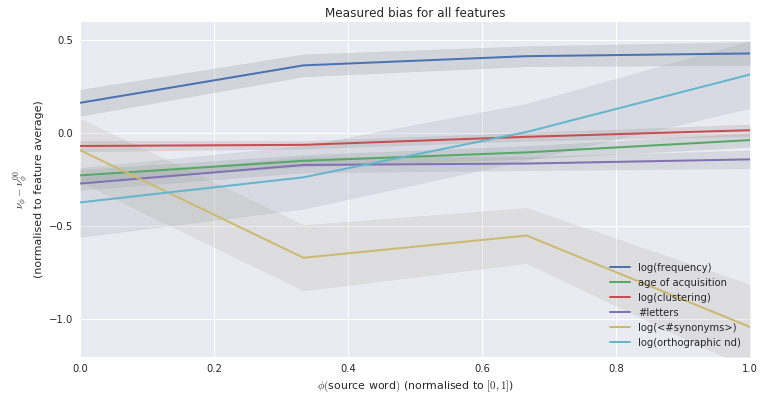 Measured bias for all features
0.5
0.0
−0.5
−1.0
ν_ϕ − ν_ϕ^00
(normalised to feature average)
log(frequency)
age of acquisition
log(clustering)
#letters
log(<#synonyms>)
log(orthographic nd)
0.0 0.2 0.4 0.6 0.8 1.0
ϕ(source word) (normalised to [0, 1])